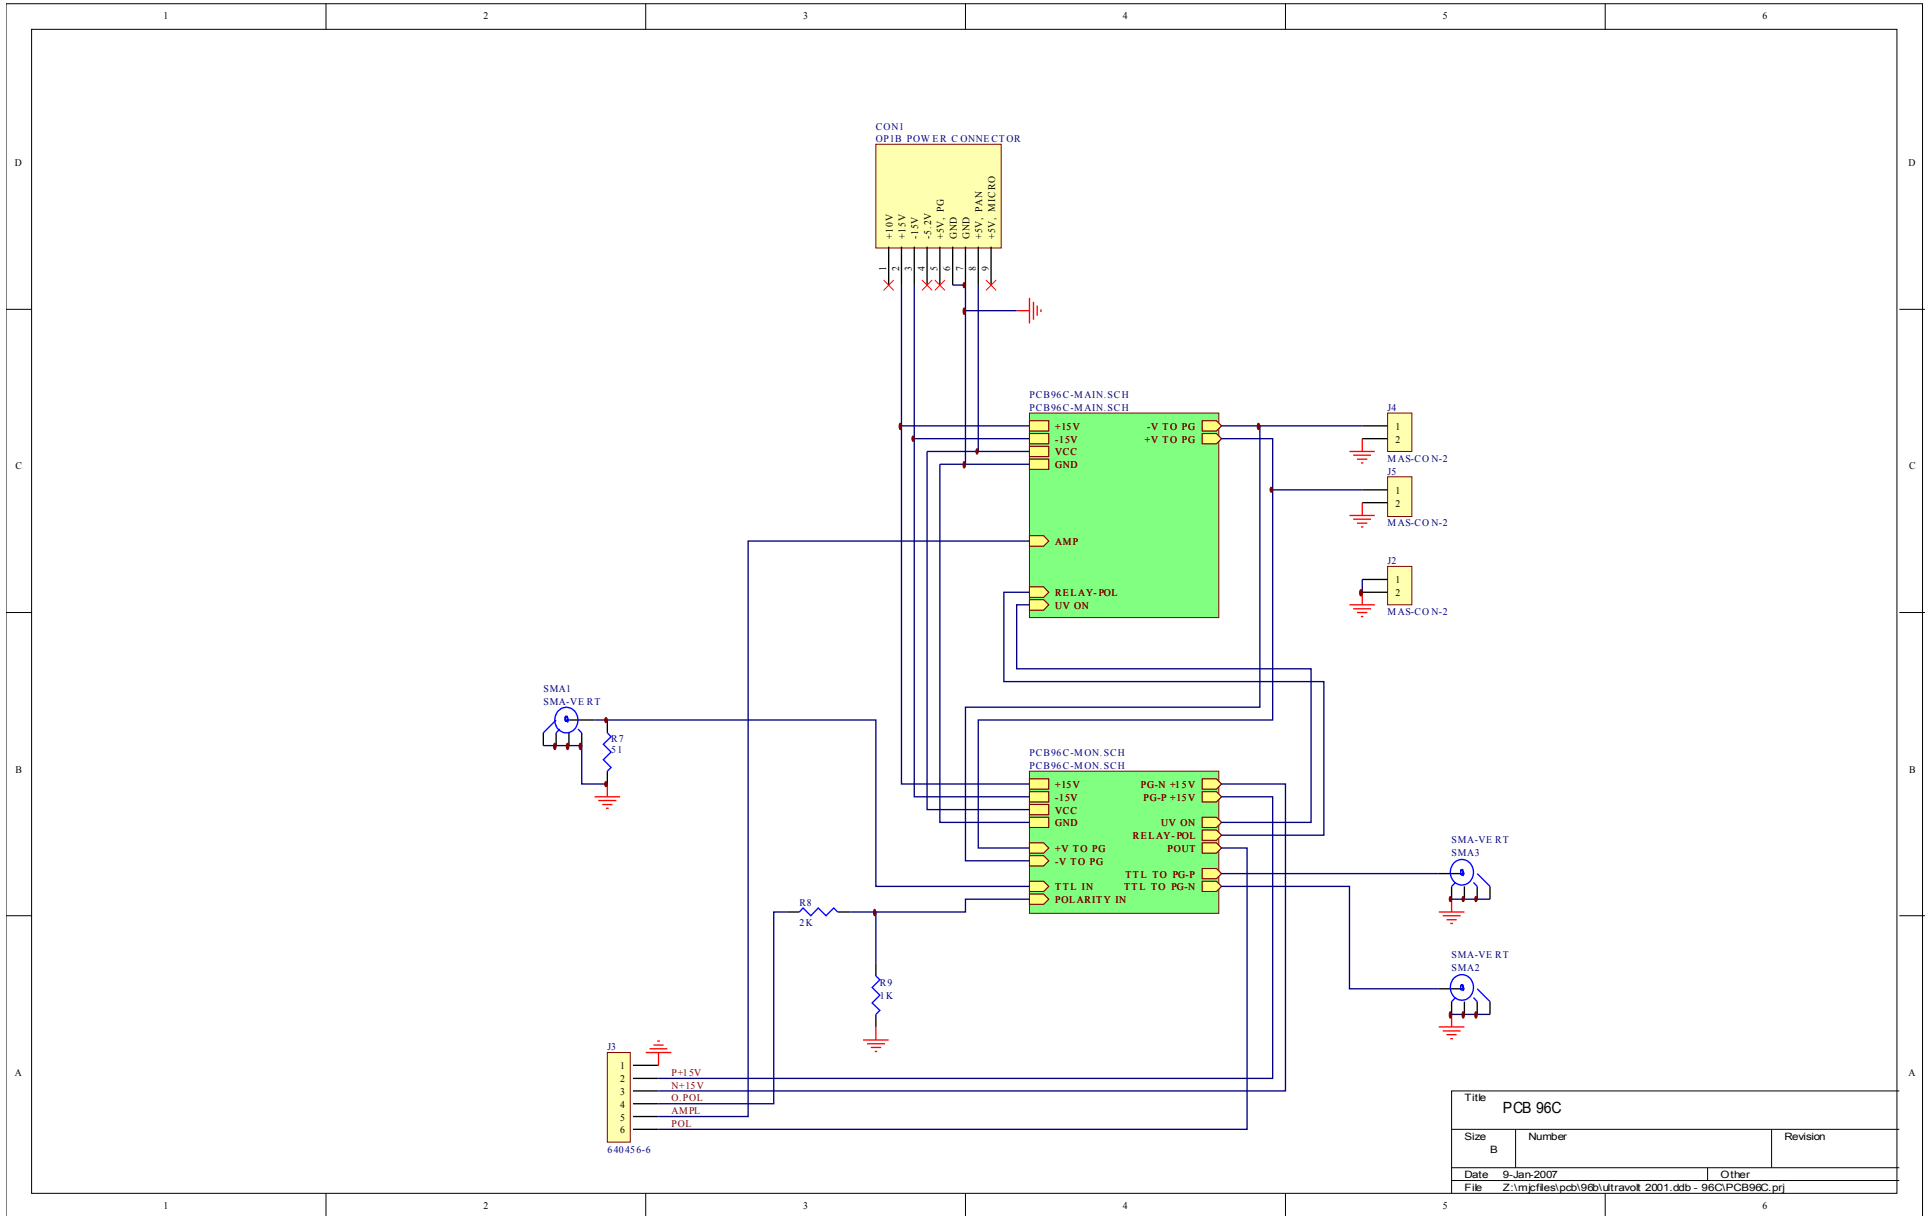 1 2 3 4 5 6
D D
C C
B B
A A
CON1
OP1B POWER CONNECTOR
+10V
+15V
-15V
-5.2V
+5V, PG
GND
GND
+5V, PAN
+5V, MICRO
1 2 3 4 5 6 7 8 9
PCB96C-MAIN.SCH
PCB96C-MAIN.SCH
+15V
-15V
VCC
GND
AMP
RELAY-POL
UV ON
-V TO PG
+V TO PG
J4
1
2
MAS-CON-2
J5
1
2
MAS-CON-2
J2
1
2
MAS-CON-2
SMA1
SMA-VERT
R7
51
PCB96C-MON.SCH
PCB96C-MON.SCH
+15V
-15V
VCC
GND
+V TO PG
-V TO PG
TTL IN
POLARITY IN
PG-N +15V
PG-P +15V
UV ON
RELAY-POL
POUT
TTL TO PG-P
TTL TO PG-N
SMA-VERT
SMA3
SMA-VERT
SMA2
R8
2K
R9
1K
J3
1
2
3
4
5
6
P+15V
N+15V
O.POL
AMPL
POL
640456-6
Title
PCB 96C
Size
B
Number
Revision
Date 9-Jan-2007
Other
File Z:\mjcfiles\pcb\96b\ultravolt 2001.ddb - 96C\PCB96C.prj
1 2 3 4 5 6